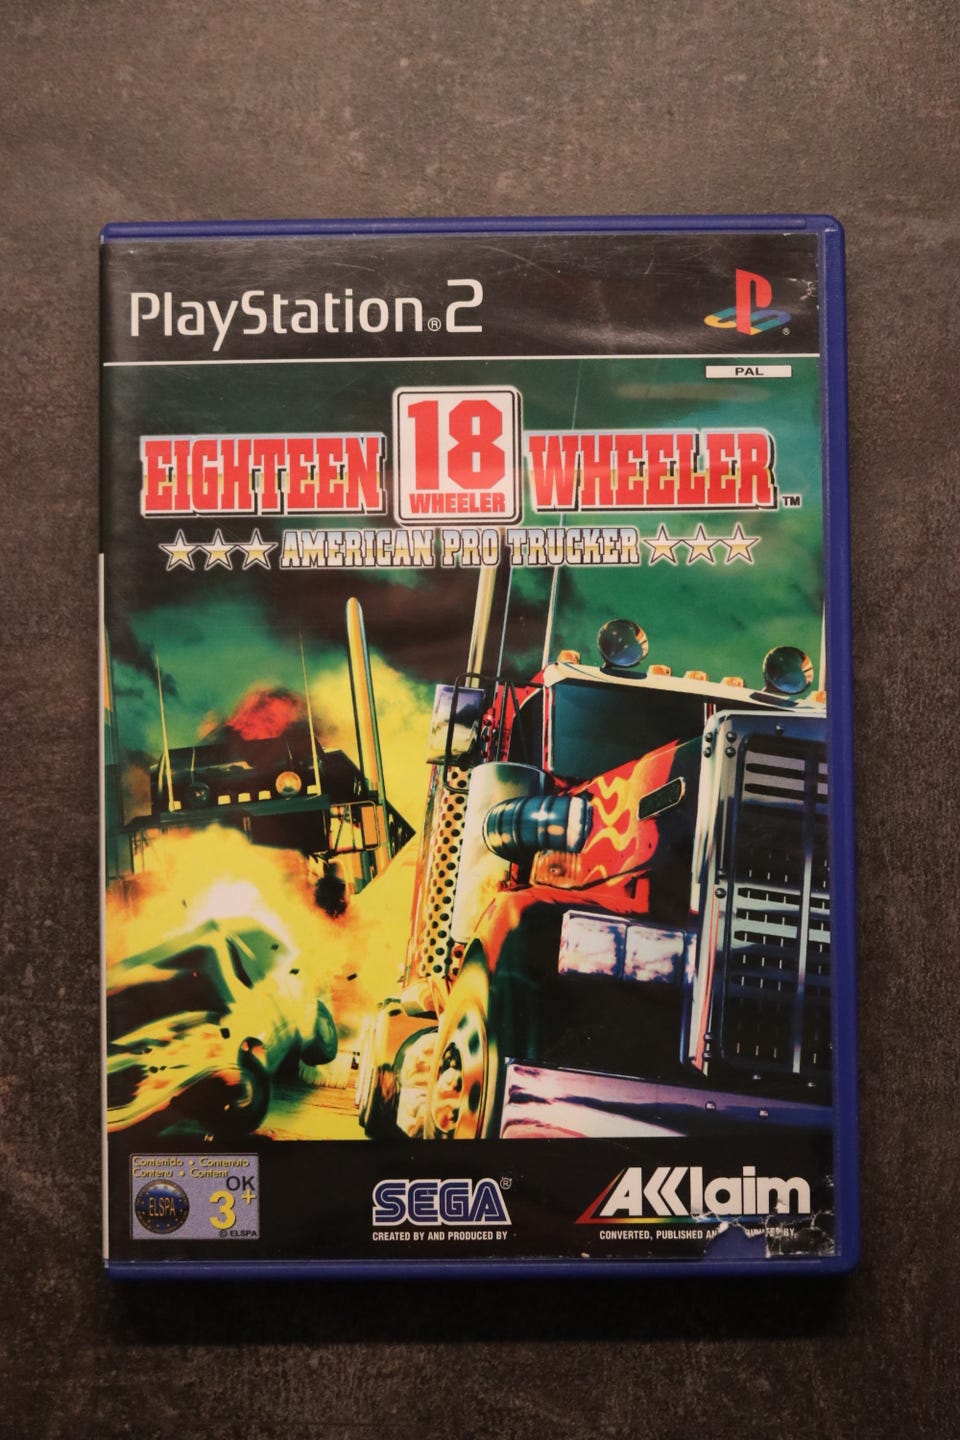 PlayStation®2
PAL
EIGHTEEN 18 WHEELER WHEELER™
AMERICAN PRO TRUCKER
Contenido • Contenuto
Contenu • Content
OK
ELSPA
3+
© ELSPA
SEGA®
CREATED BY AND PRODUCED BY
AKKlaim
CONVERTED, PUBLISHED BY